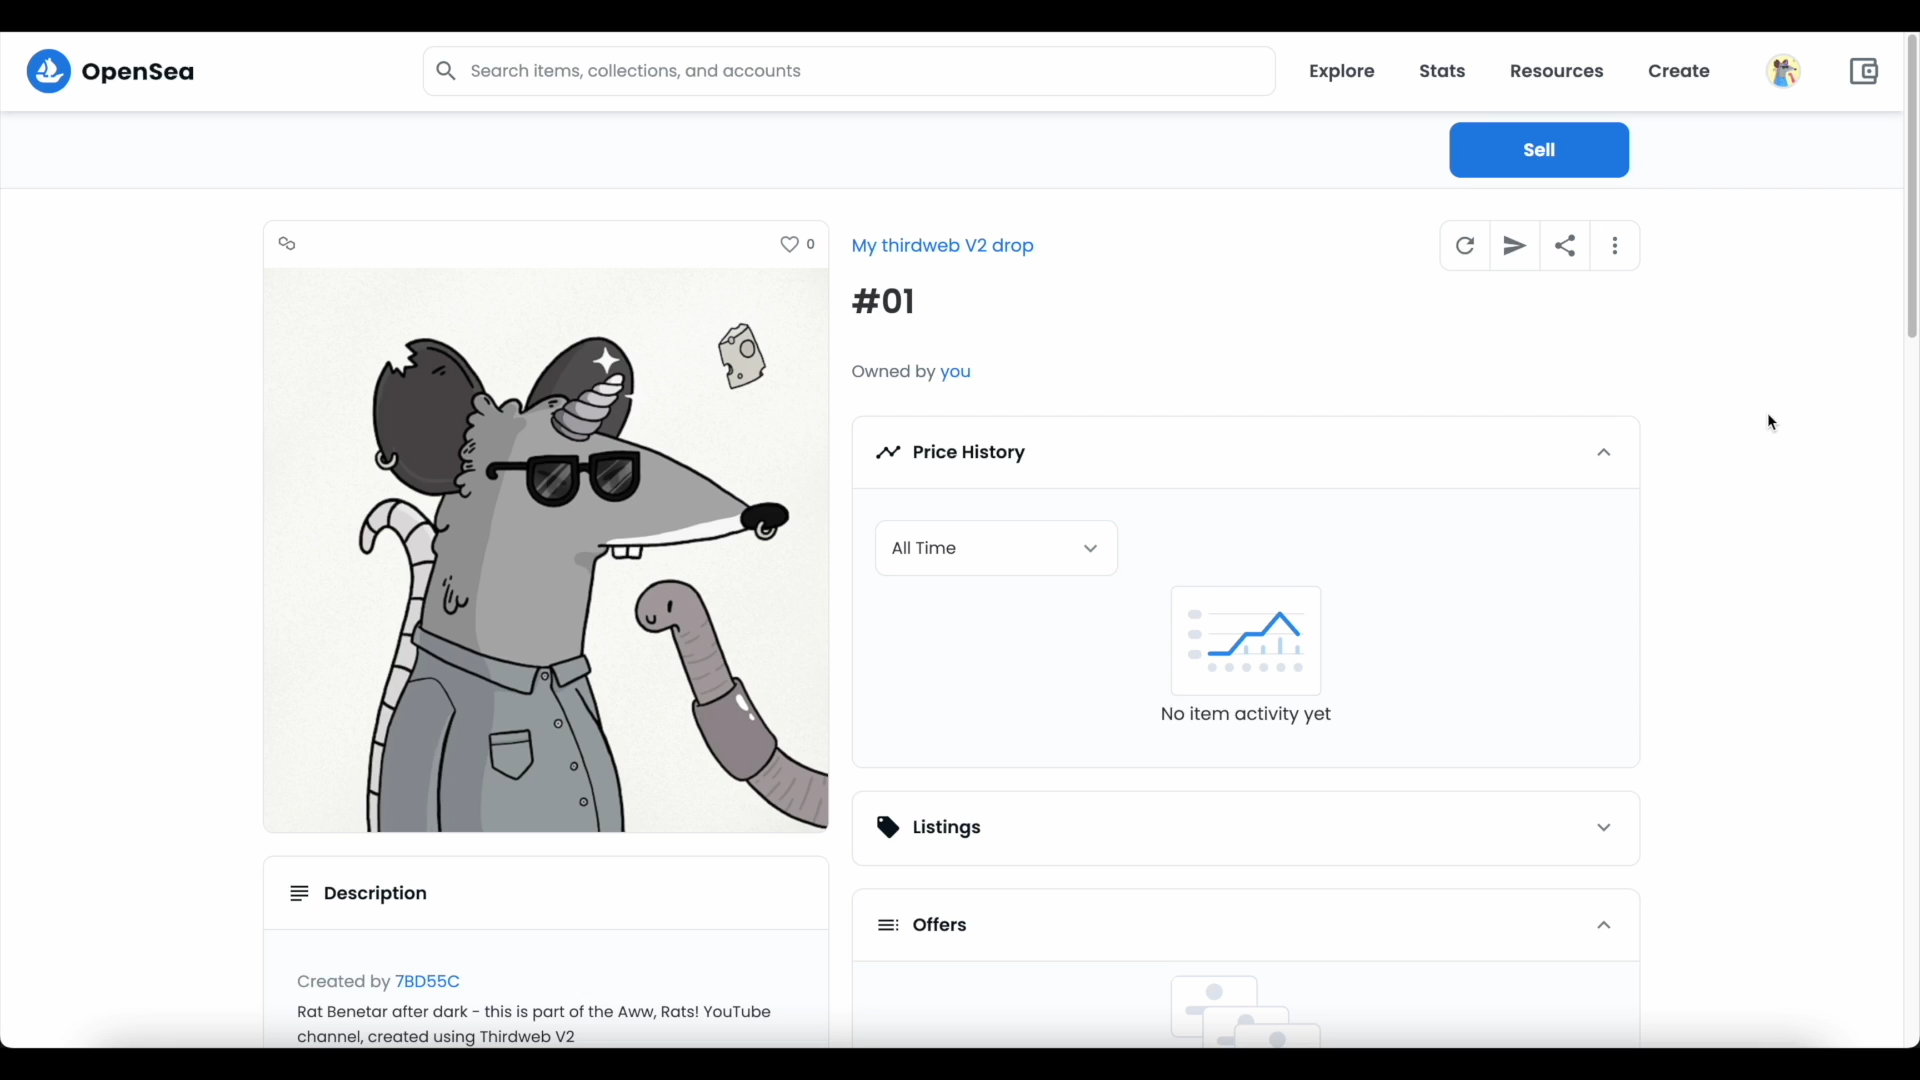 OpenSea
Search items, collections, and accounts
Explore
Stats
Resources
Create
Sell
0
My thirdweb V2 drop
#01
Owned by you
Price History
All Time
No item activity yet
Listings
Offers
Description
Created by 7BD55C
Rat Benetar after dark - this is part of the Aww, Rats! YouTube
channel, created using Thirdweb V2